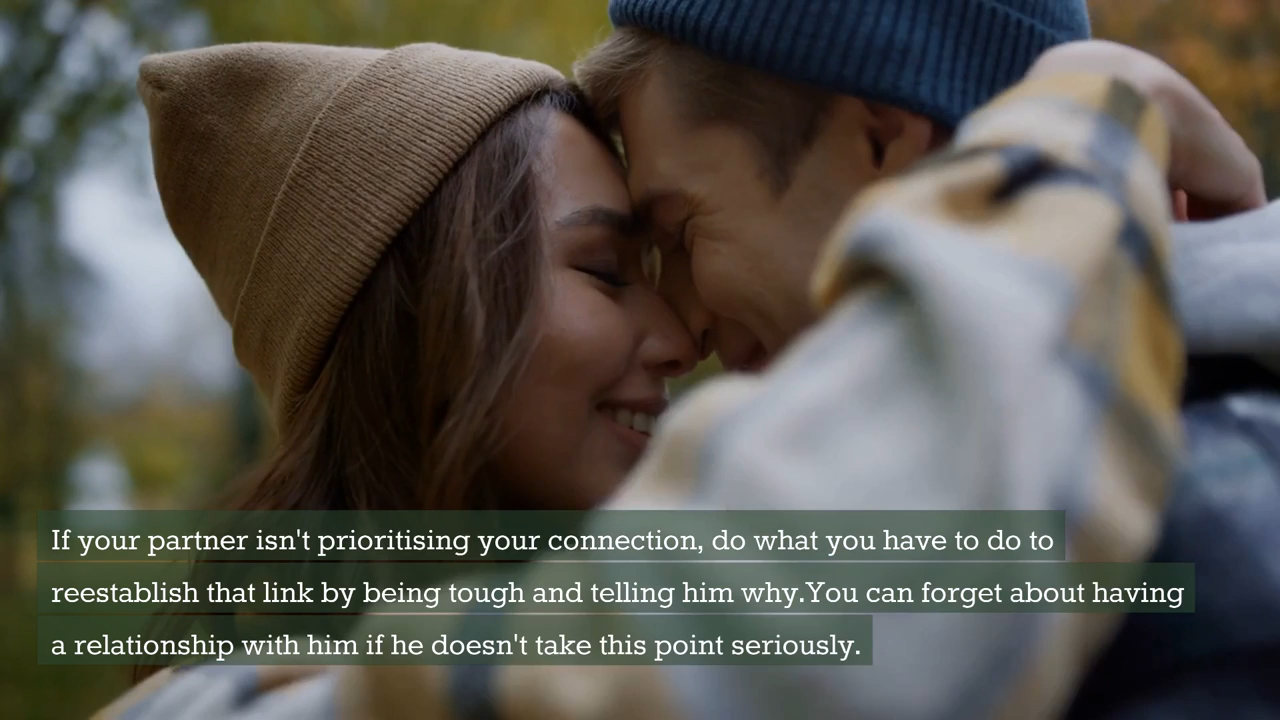 If your partner isn't prioritising your connection, do what you have to do to
reestablish that link by being tough and telling him why.You can forget about having
a relationship with him if he doesn't take this point seriously.